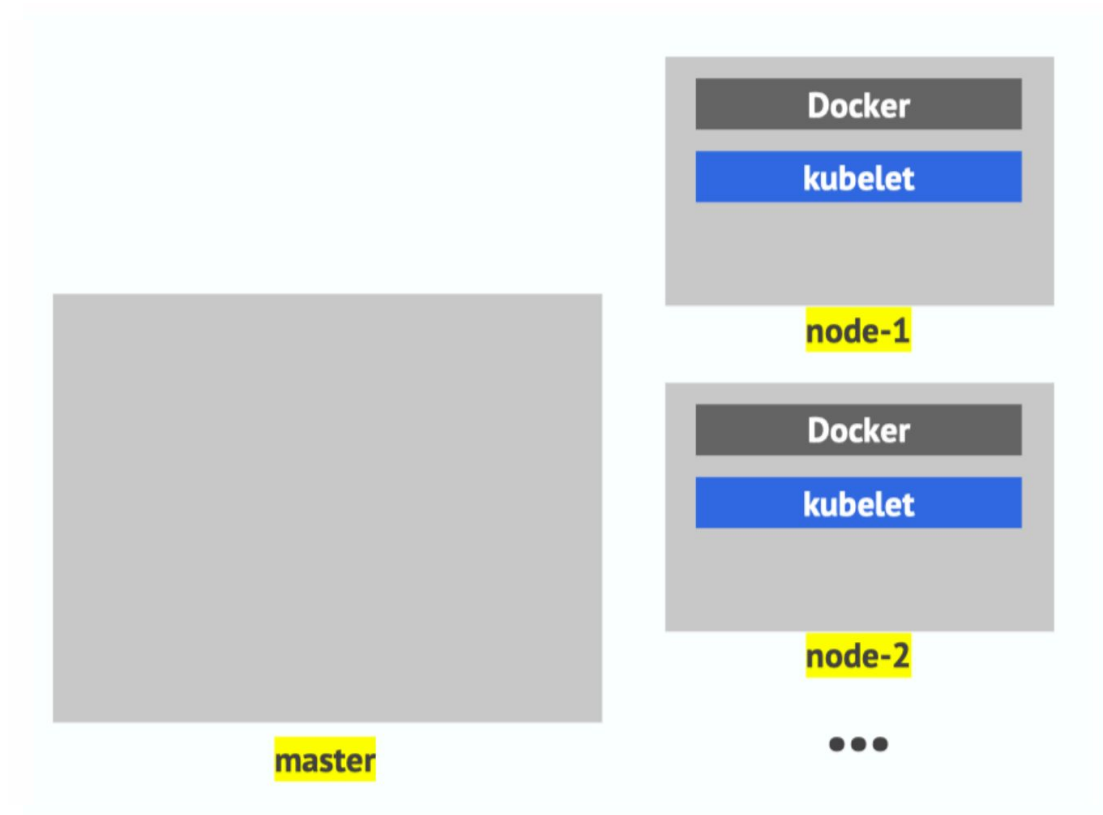 Docker
kubelet
node-1
Docker
kubelet
node-2
master
...